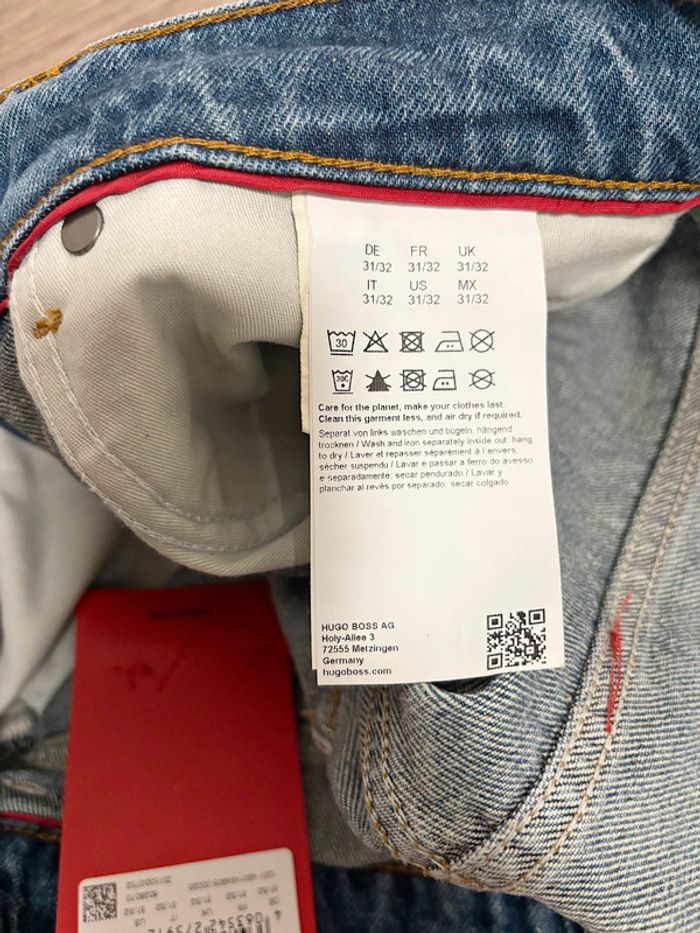 DE FR UK
31/32 31/32 31/32
IT US MX
31/32 31/32 31/32
30
Care for the planet, make your clothes last.
Clean this garment less, and air dry if required.
Separat von links waschen und bügeln, hängend
trocknen / Wash and iron separately inside out: hang
to dry / Laver et repasser séparément à l'envers:
sécher suspendu / Lavar e passar a ferro do avesso
e separadamente: secar pendurado / Lavar y
planchar al revés por separado: secar colgado
HUGO BOSS AG
Holy-Allee 3
72555 Metzingen
Germany
hugoboss.com